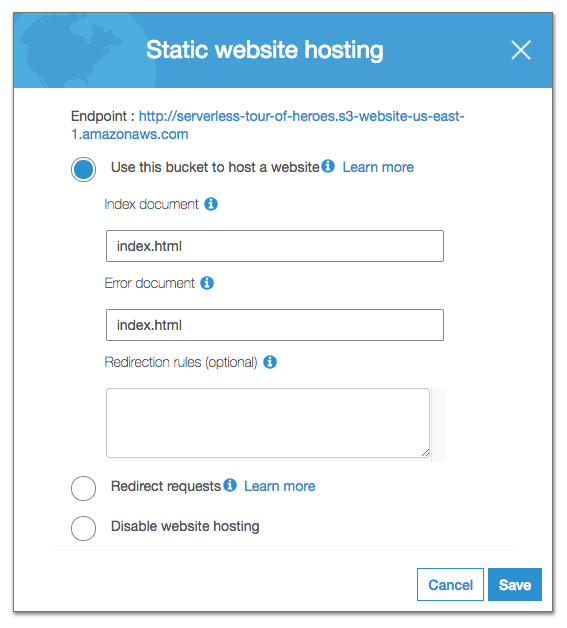 Static website hosting
Endpoint : http://serverless-tour-of-heroes.s3-website-us-east-
1.amazonaws.com
Use this bucket to host a website Learn more
Index document
index.html
Error document
index.html
Redirection rules (optional)
Redirect requests Learn more
Disable website hosting
Cancel Save